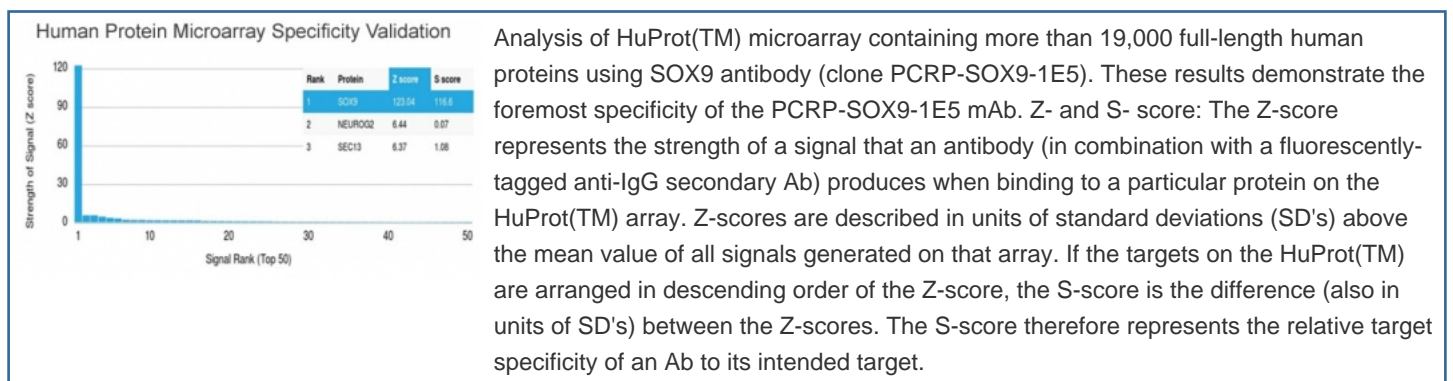 Human Protein Microarray Specificity Validation
Strength of Signal (Z score)
120
90
60
30
0
1 10 20 30 40 50
Signal Rank (Top 50)
Rank Protein Z score S score
1 SOX9 123.04 116.6
2 NEUROG2 6.44 0.07
3 SEC13 6.37 1.08
Analysis of HuProt(TM) microarray containing more than 19,000 full-length human
proteins using SOX9 antibody (clone PCRP-SOX9-1E5). These results demonstrate the
foremost specificity of the PCRP-SOX9-1E5 mAb. Z- and S- score: The Z-score
represents the strength of a signal that an antibody (in combination with a fluorescently-
tagged anti-IgG secondary Ab) produces when binding to a particular protein on the
HuProt(TM) array. Z-scores are described in units of standard deviations (SD's) above
the mean value of all signals generated on that array. If the targets on the HuProt(TM)
are arranged in descending order of the Z-score, the S-score is the difference (also in
units of SD's) between the Z-scores. The S-score therefore represents the relative target
specificity of an Ab to its intended target.